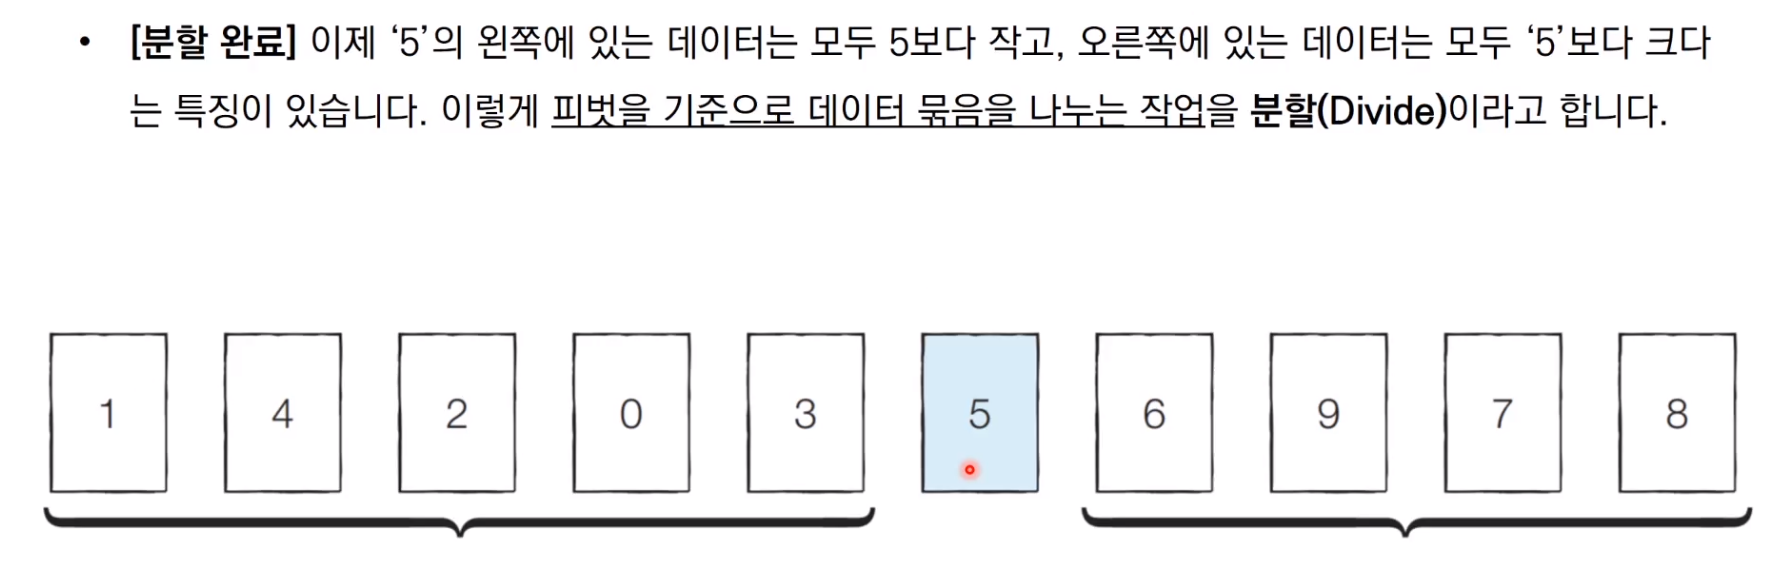 • [분할 완료] 이제 ‘5’의 왼쪽에 있는 데이터는 모두 5보다 작고, 오른쪽에 있는 데이터는 모두 ‘5’보다 크다
는 특징이 있습니다. 이렇게 피벗을 기준으로 데이터 묶음을 나누는 작업을 분할(Divide)이라고 합니다.
1 4 2 0 3 5 6 9 7 8